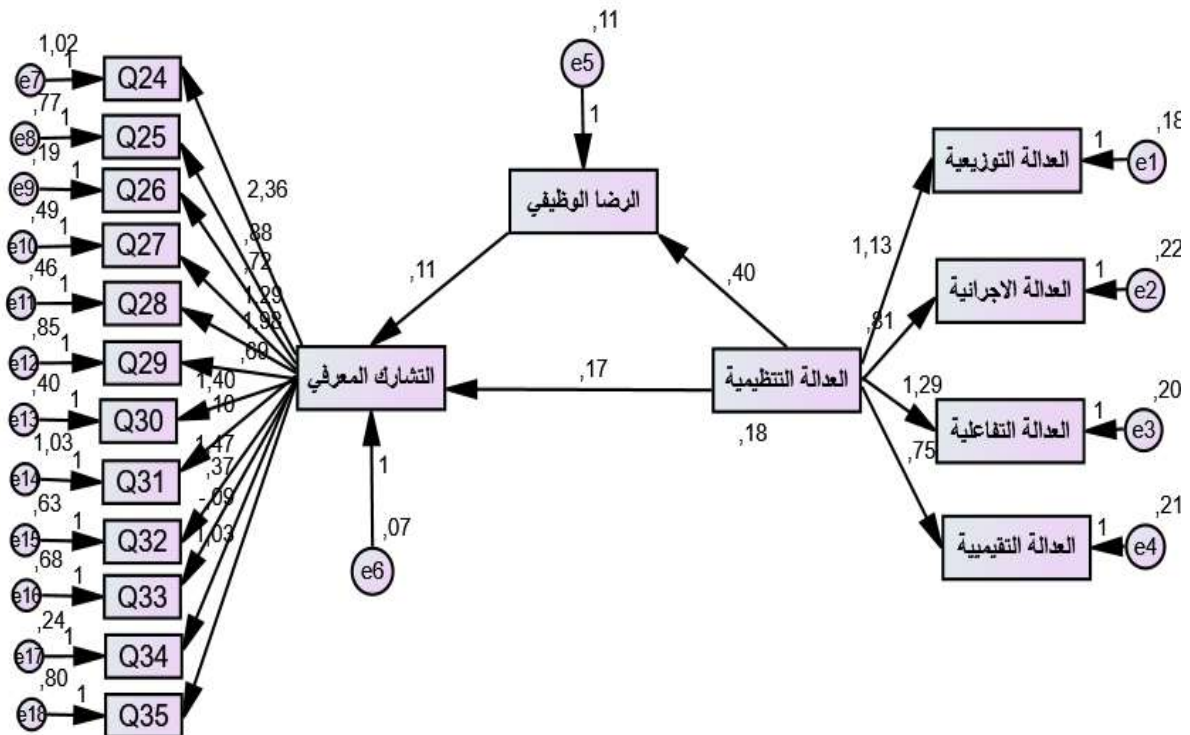 ,11
e5
1
1,02
1
e7
Q24
,77
1
e8
Q25
,19
1
e9
Q26
,49
1
e10
Q27
,46
1
e11
Q28
,85
1
e12
Q29
,40
1
e13
Q30
1,03
1
e14
Q31
,63
1
e15
Q32
,68
1
e16
Q33
,24
1
e17
Q34
,80
1
e18
Q35
2,36
,88
,72
1,29
1,98
,69
1,40
,10
1,47
,37
-,09
1,03
الرضا الوظيفي
,11
,40
التشارك المعرفي
,17
العدالة التتظيمية
,18
1
,07
e6
1,13
,81
1,29
,75
العدالة التوزيعية
1
,18
e1
العدالة الاجرائية
1
,22
e2
العدالة التفاعلية
1
,20
e3
العدالة التقيميية
1
,21
e4